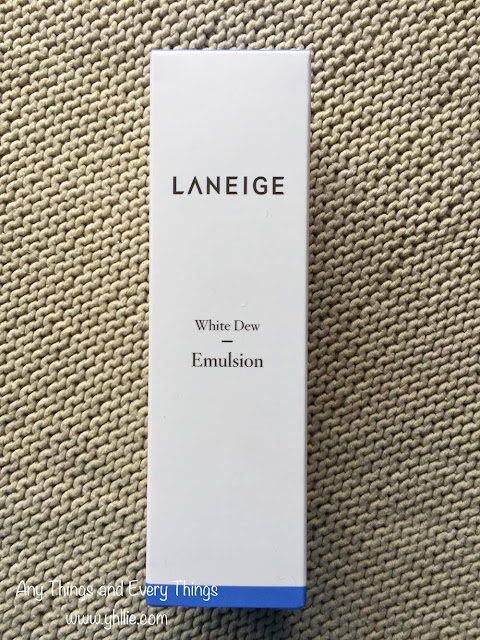 LANEIGE
White Dew
Emulsion
Any Things and Every Things
www.yhllie.com